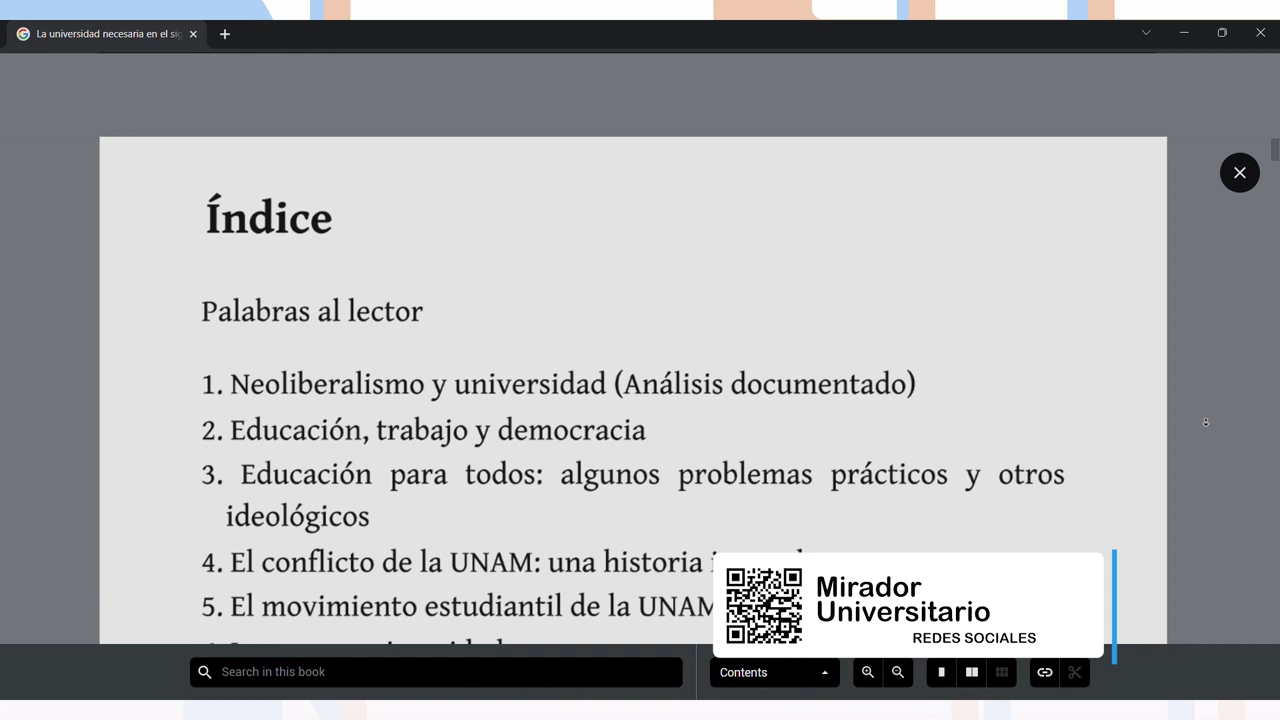 La universidad necesaria en el sig
Índice
Palabras al lector
1. Neoliberalismo y universidad (Análisis documentado)
2. Educación, trabajo y democracia
3. Educación para todos: algunos problemas prácticos y otros
ideológicos
4. El conflicto de la UNAM: una historia
5. El movimiento estudiantil de la UNAM
Mirador
Universitario
REDES SOCIALES
Search in this book
Contents